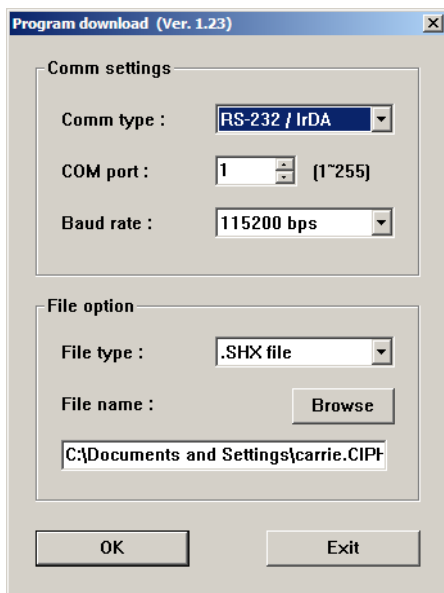 Program download (Ver. 1.23)
Comm settings
Comm type : RS-232 / IrDA
COM port : 1 (1~255)
Baud rate : 115200 bps
File option
File type : .SHX file
File name : Browse
C:\Documents and Settings\carrie.CIPH
OK Exit